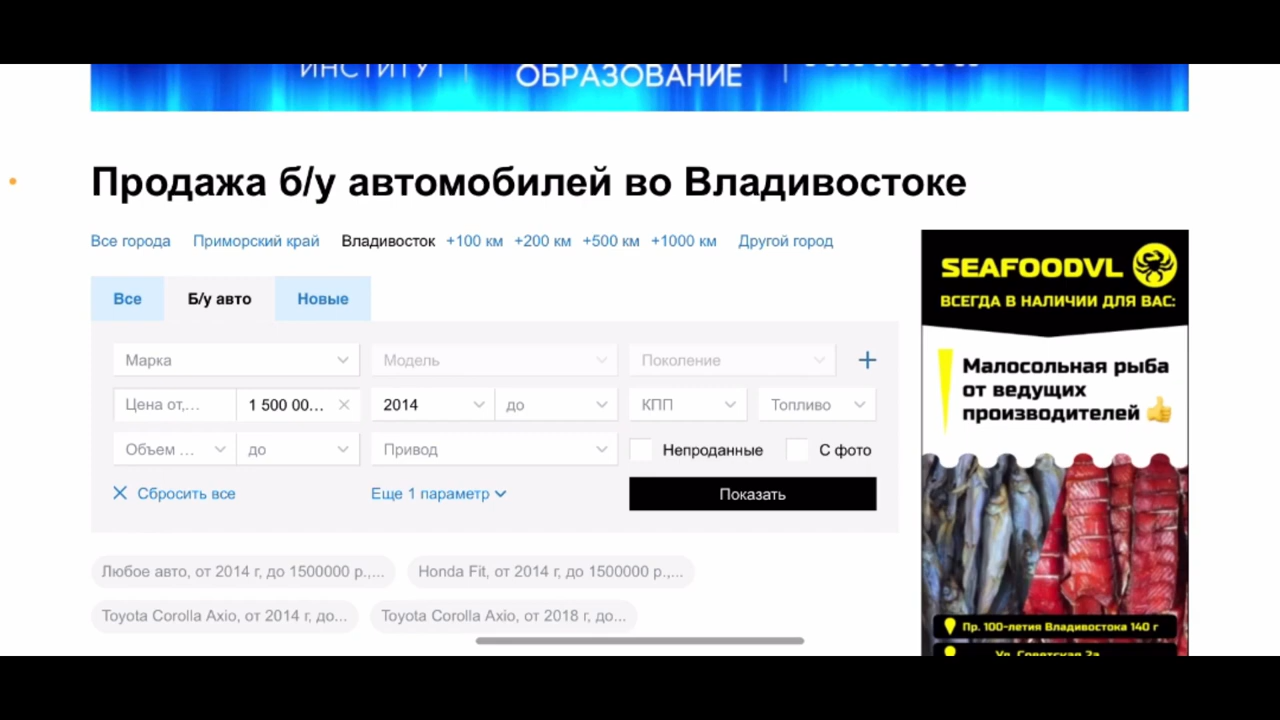 ИНСТИТУТ
ОБРАЗОВАНИЕ
Продажа б/у автомобилей во Владивостоке
Все города Приморский край Владивосток +100 км +200 км +500 км +1000 км Другой город
Все Б/у авто Новые
Марка Модель Поколение
Цена от,... 1 500 00... 2014 до КПП Топливо
Объем ... до Привод Непроданные С фото
Сбросить все Еще 1 параметр Показать
Любое авто, от 2014 г, до 1500000 р.,... Honda Fit, от 2014 г, до 1500000 р.,...
Toyota Corolla Axio, от 2014 г, до... Toyota Corolla Axio, от 2018 г, до...
SEAFOODVL
ВСЕГДА В НАЛИЧИИ ДЛЯ ВАС:
Малосольная рыба
от ведущих
производителей
Пр. 100-летия Владивостока 140 г
Ул. Советская 2а